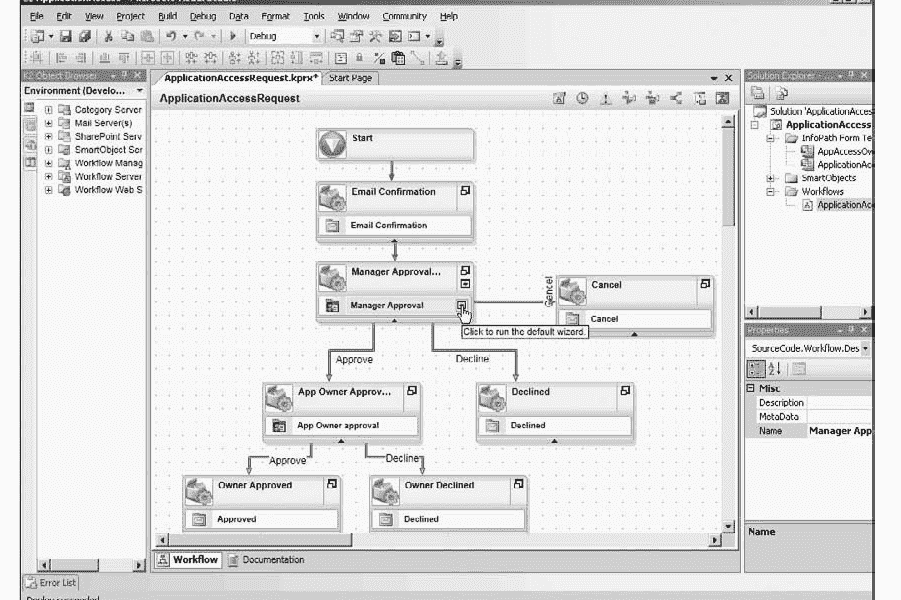 File Edit View Project Build Debug Data Format Tools Window Community Help
Debug
K2 Object Browser
Environment (Develo...
Category Server
Mail Server(s)
SharePoint Serv
SmartObject Ser
Workflow Manag
Workflow Server
Workflow Web S
ApplicationAccessRequest.kprx* Start Page
ApplicationAccessRequest
Start
Email Confirmation
Email Confirmation
Manager Approval...
Manager Approval
Click to run the default wizard.
Cancel
Cancel
Cancel
Approve
Decline
App Owner Approv...
App Owner approval
Declined
Declined
Approve
Decline
Owner Approved
Approved
Owner Declined
Declined
Workflow Documentation
Solution Explorer - ...
Solution 'ApplicationAcces
ApplicationAccess
InfoPath Form Te
AppAccessOw
ApplicationAc
SmartObjects
Workflows
ApplicationAc
Properties
SourceCode.Workflow.Des
Misc
Description
MetaData
Name Manager App
Name
Error List